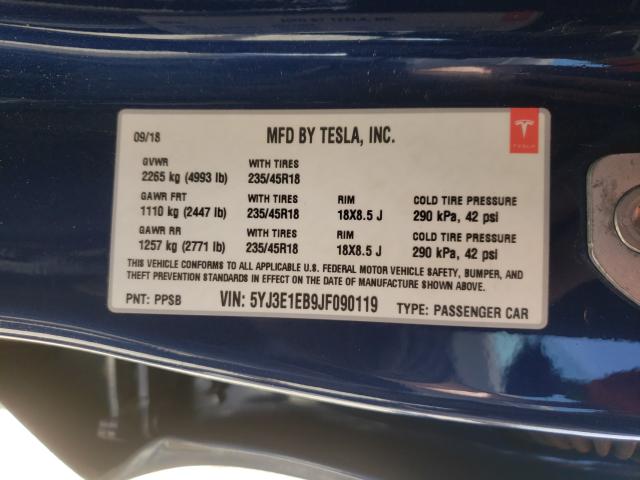 09/18 MFD BY TESLA, INC.
TESLA
GVWR WITH TIRES
2265 kg (4993 lb) 235/45R18
GAWR FRT WITH TIRES RIM COLD TIRE PRESSURE
1110 kg (2447 lb) 235/45R18 18X8.5 J 290 kPa, 42 psi
GAWR RR WITH TIRES RIM COLD TIRE PRESSURE
1257 kg (2771 lb) 235/45R18 18X8.5 J 290 kPa, 42 psi
THIS VEHICLE CONFORMS TO ALL APPLICABLE U.S. FEDERAL MOTOR VEHICLE SAFETY, BUMPER, AND
THEFT PREVENTION STANDARDS IN EFFECT ON THE DATE OF MANUFACTURE SHOWN ABOVE.
PNT: PPSB VIN: 5YJ3E1EB9JF090119 TYPE: PASSENGER CAR